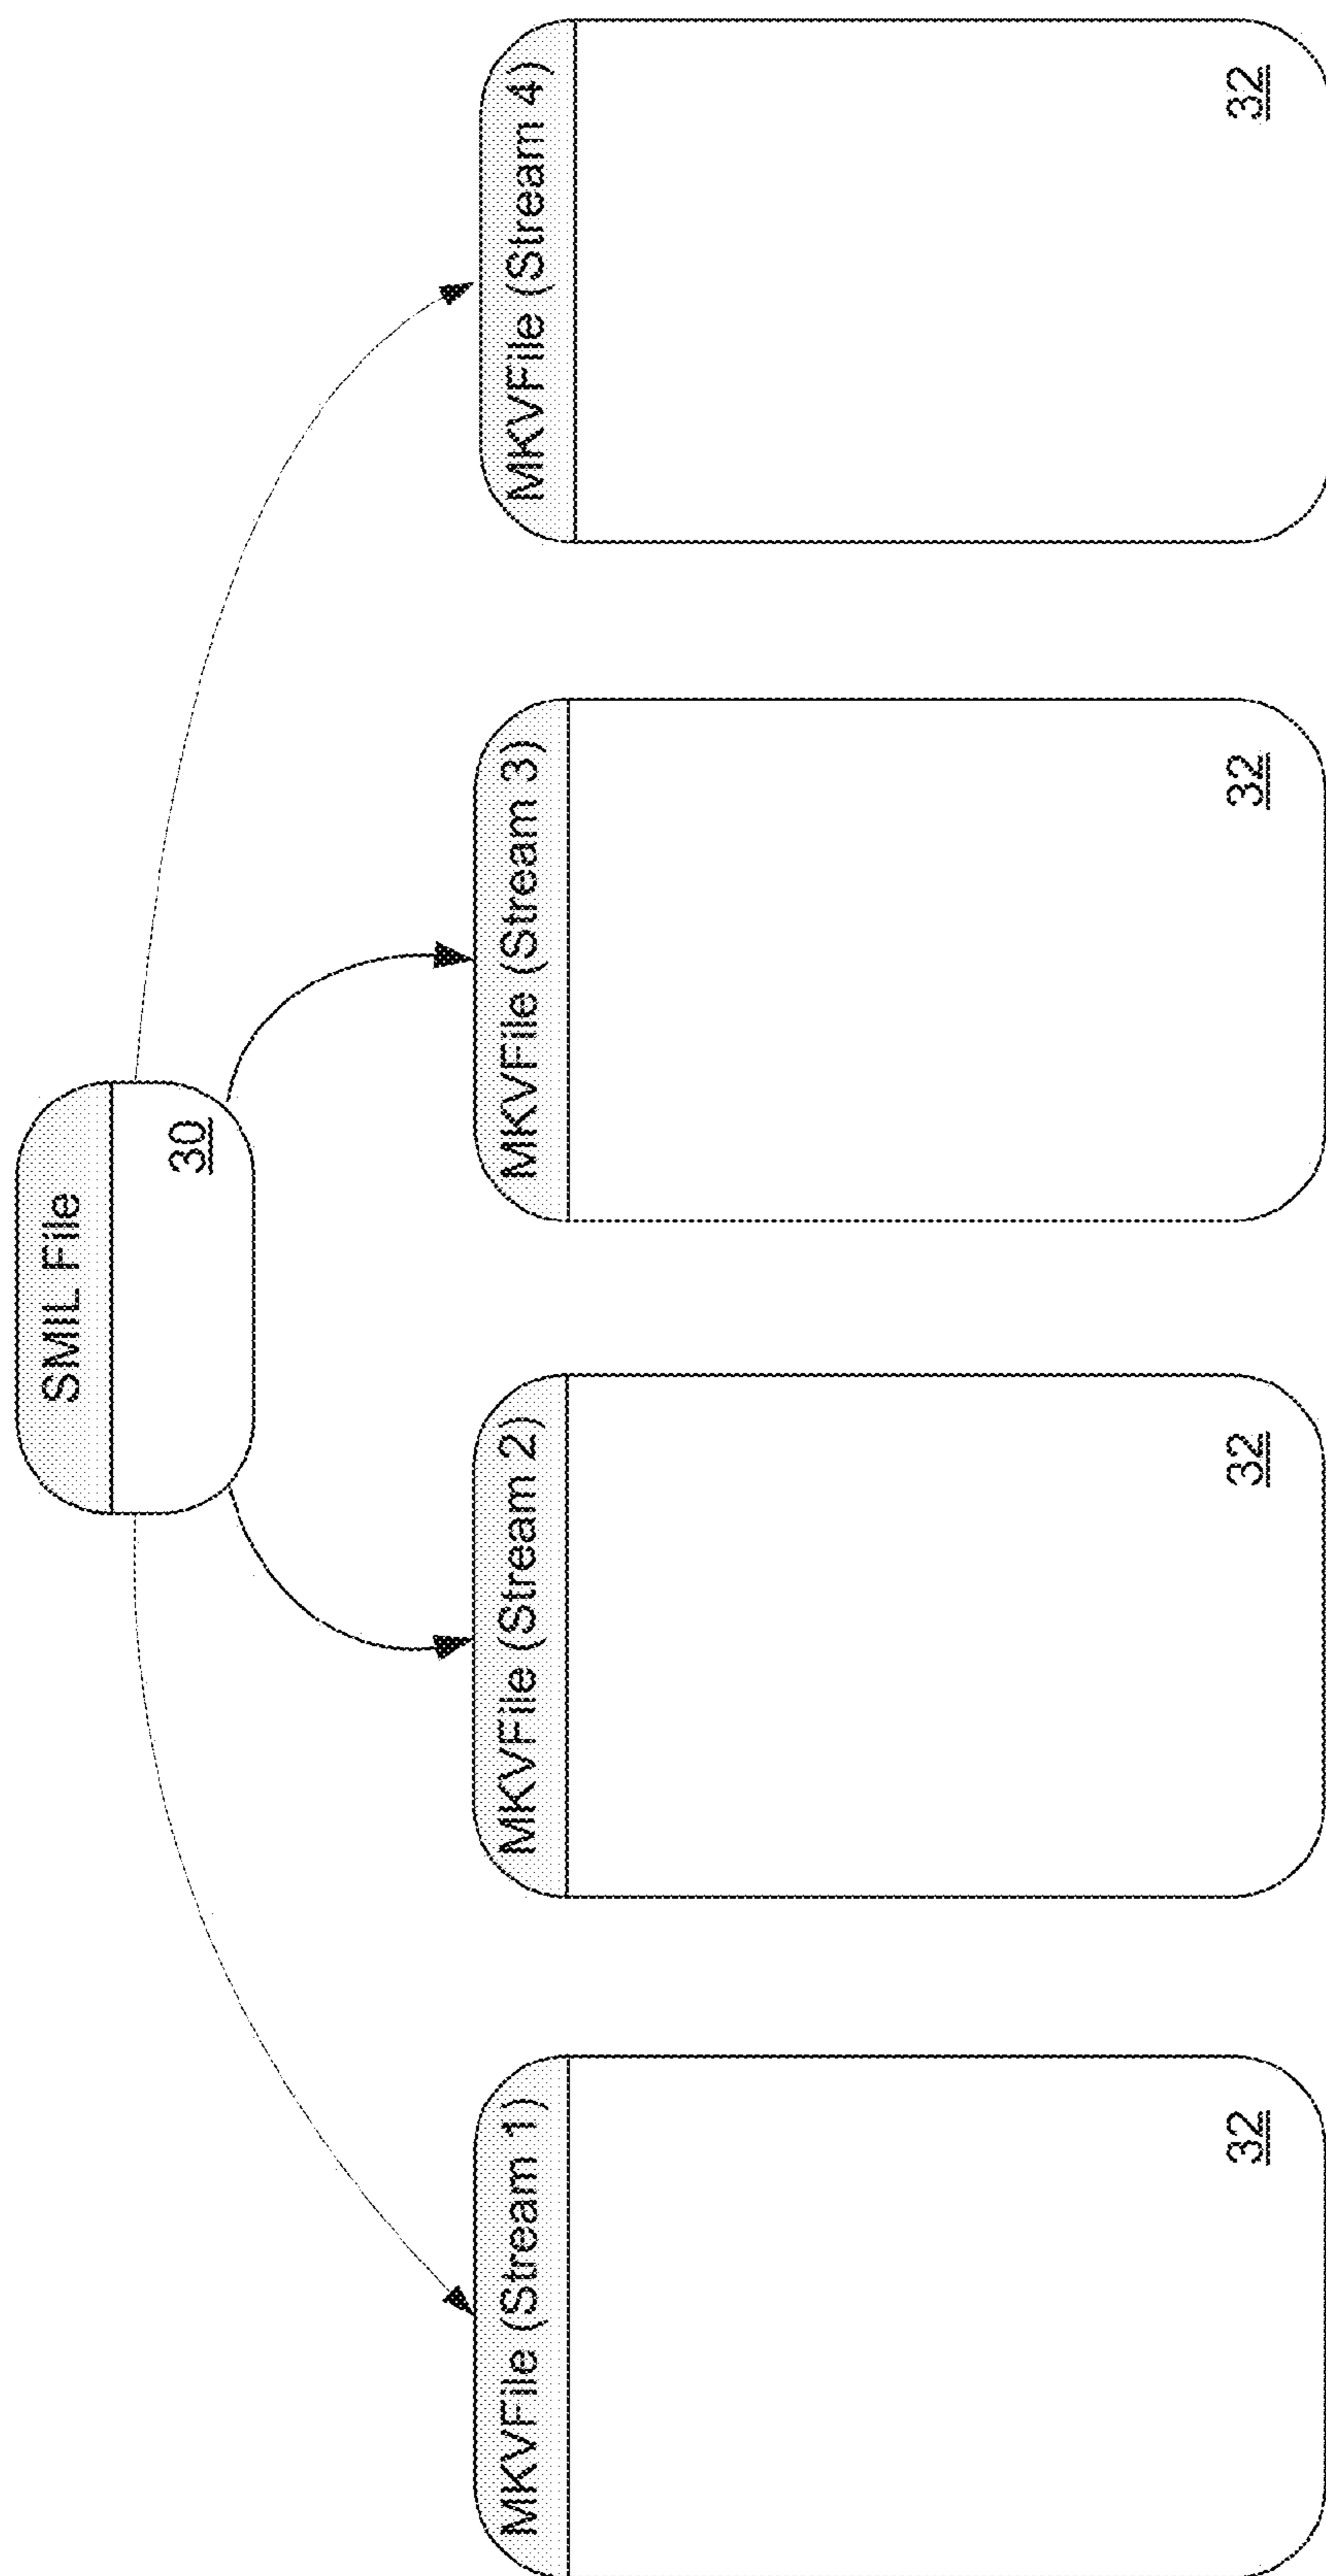 SMIL File
30
MKVFile (Stream 1)
32
MKVFile (Stream 2)
32
MKVFile (Stream 3)
32
MKVFile (Stream 4)
32